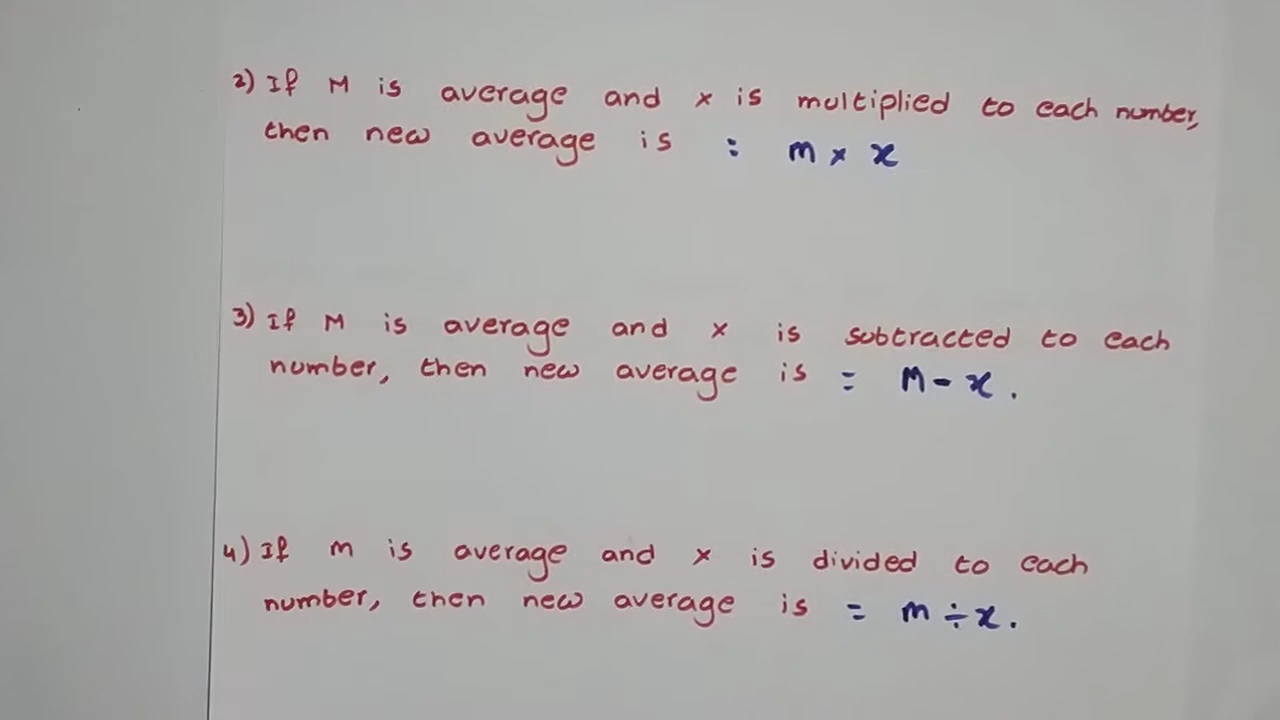 2) If M is average and x is multiplied to each number,
then new average is : m × x
3) If M is average and x is subtracted to each
number, then new average is = M - x.
4) If m is average and x is divided to each
number, then new average is = m ÷ x.